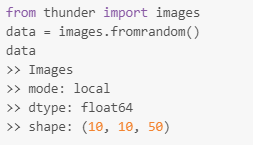 from thunder import images
data = images.fromrandom()
data
>> Images
>> mode: local
>> dtype: float64
>> shape: (10, 10, 50)